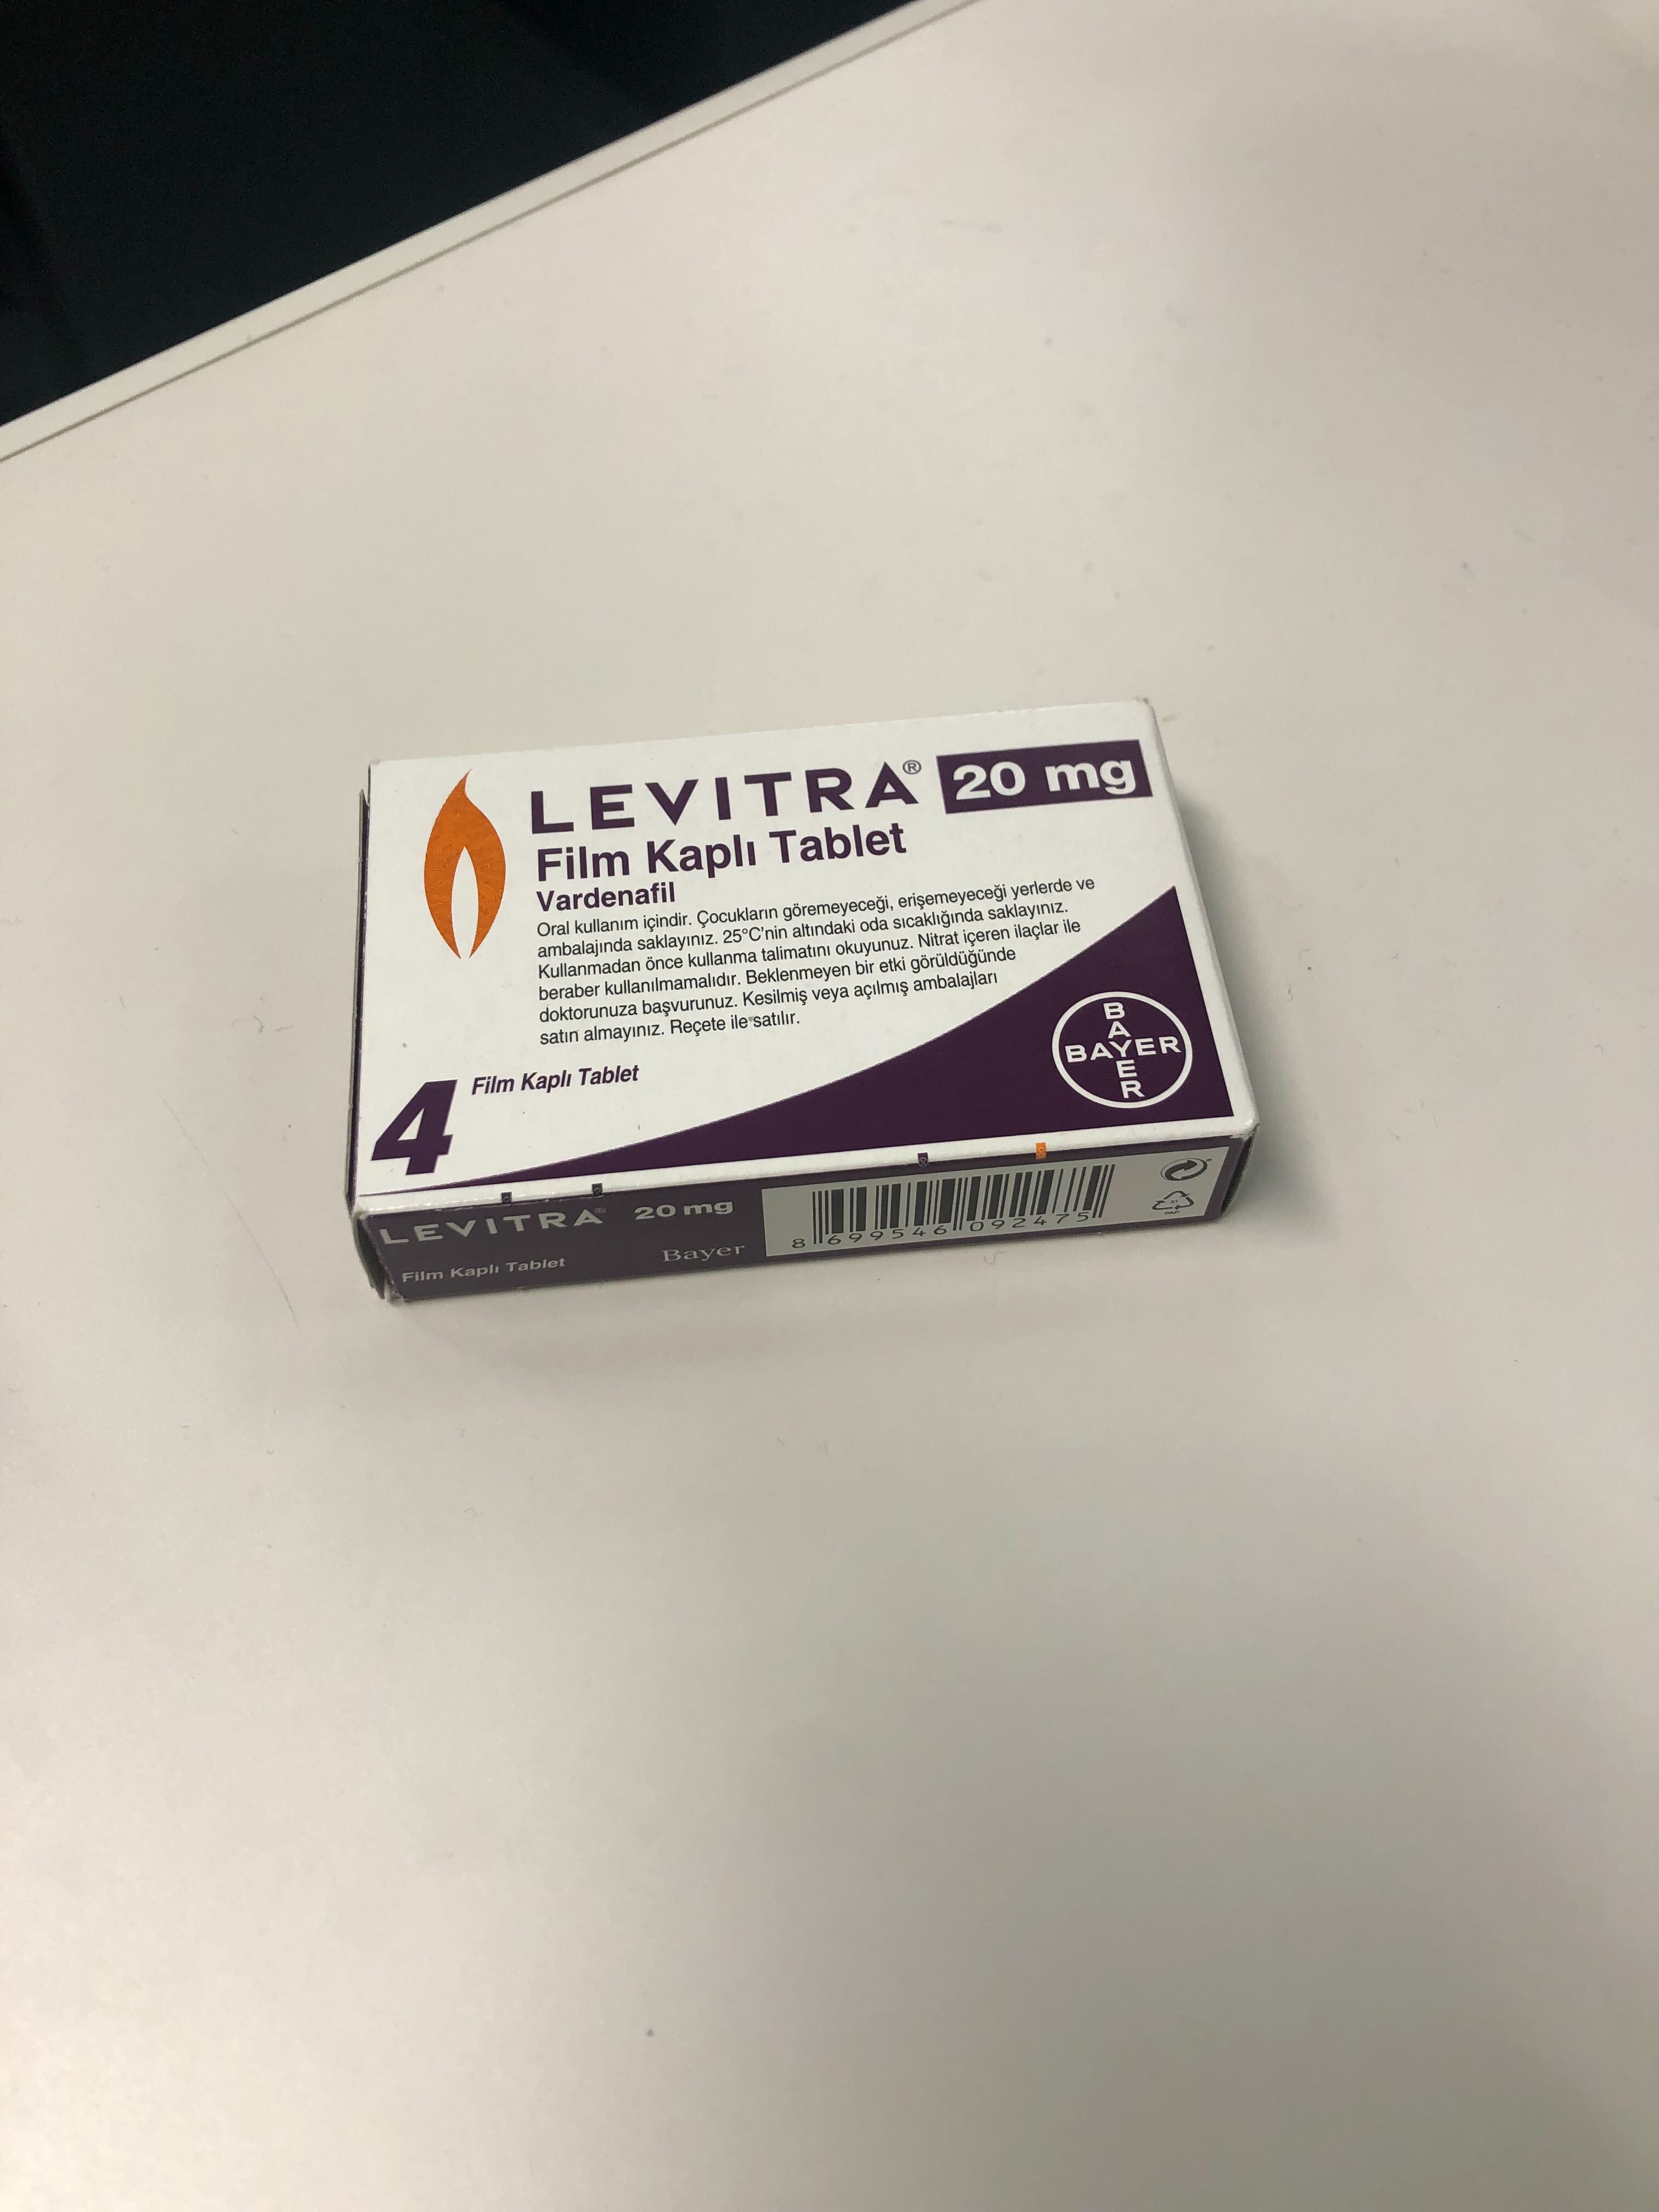 LEVITRA® 20 mg
Film Kaplı Tablet
Vardenafil
Oral kullanım içindir. Çocukların göremeyeceği, erişemeyeceği yerlerde ve
ambalajında saklayınız. 25°C'nin altındaki oda sıcaklığında saklayınız.
Kullanmadan önce kullanma talimatını okuyunuz. Nitrat içeren ilaçlar ile
beraber kullanılmamalıdır. Beklenmeyen bir etki görüldüğünde
doktorunuza başvurunuz. Kesilmiş veya açılmış ambalajları
satın almayınız. Reçete ile satılır.
4 Film Kaplı Tablet
BAYER
BAYER
LEVITRA® 20 mg
Film Kaplı Tablet
Bayer
8 699546 092475